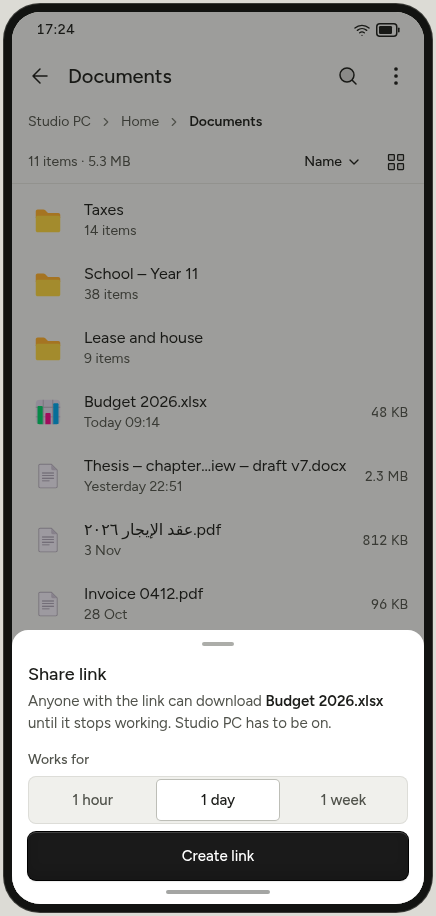 17:24
Documents
Studio PC > Home > Documents
11 items · 5.3 MB
Name
Taxes
14 items
School – Year 11
38 items
Lease and house
9 items
Budget 2026.xlsx
Today 09:14
48 KB
Thesis – chapter…iew – draft v7.docx
Yesterday 22:51
2.3 MB
عقد الإيجار ٢٠٢٦.pdf
3 Nov
812 KB
Invoice 0412.pdf
28 Oct
96 KB
Share link
Anyone with the link can download Budget 2026.xlsx
until it stops working. Studio PC has to be on.
Works for
1 hour
1 day
1 week
Create link